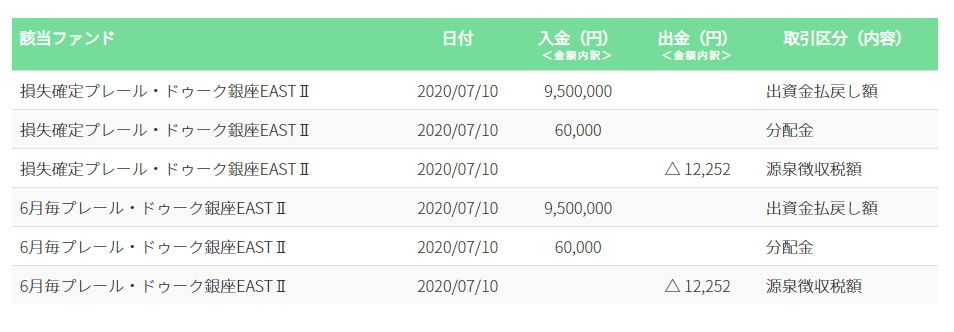 該当ファンド 日付 入金（円） 出金（円） 取引区分（内容）
＜金額内訳＞ ＜金額内訳＞
損失確定プレール・ドゥーク銀座EASTⅡ 2020/07/10 9,500,000 出資金払戻し額
損失確定プレール・ドゥーク銀座EASTⅡ 2020/07/10 60,000 分配金
損失確定プレール・ドゥーク銀座EASTⅡ 2020/07/10 △ 12,252 源泉徴収税額
6月毎プレール・ドゥーク銀座EASTⅡ 2020/07/10 9,500,000 出資金払戻し額
6月毎プレール・ドゥーク銀座EASTⅡ 2020/07/10 60,000 分配金
6月毎プレール・ドゥーク銀座EASTⅡ 2020/07/10 △ 12,252 源泉徴収税額